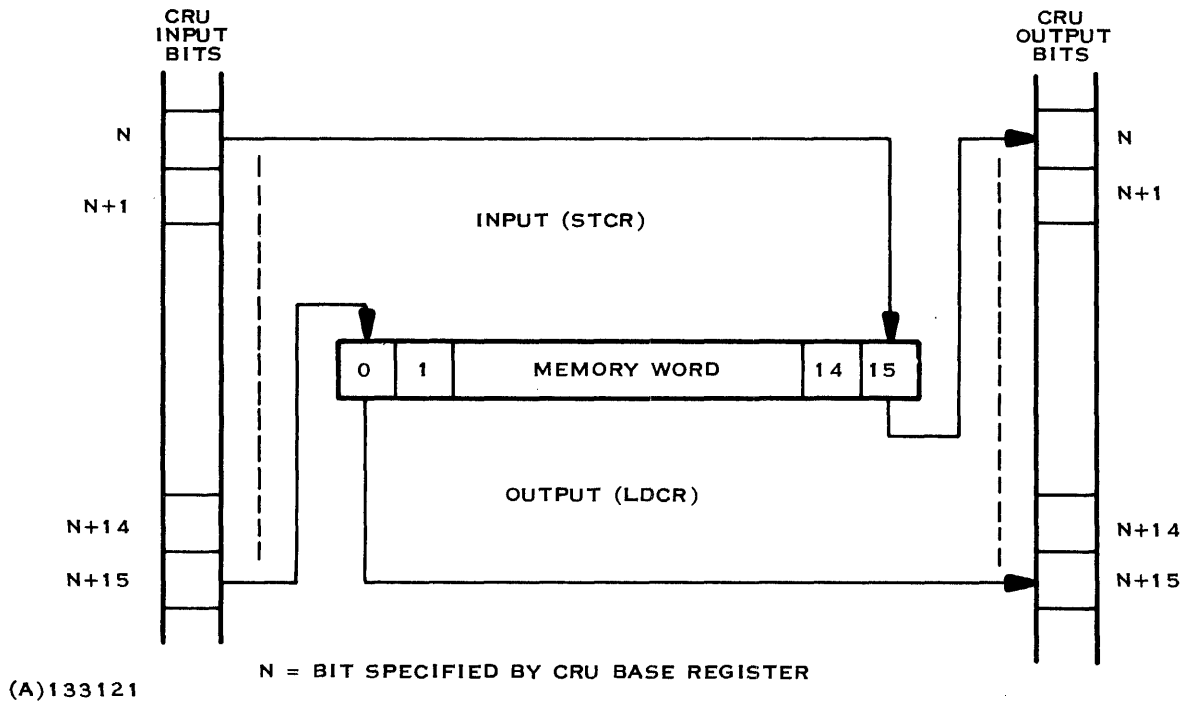 CRU
INPUT
BITS
CRU
OUTPUT
BITS
N
N
N+1
N+1
INPUT (STCR)
0 1 MEMORY WORD 14 15
OUTPUT (LDCR)
N+14
N+14
N+15
N+15
N = BIT SPECIFIED BY CRU BASE REGISTER
(A)133121